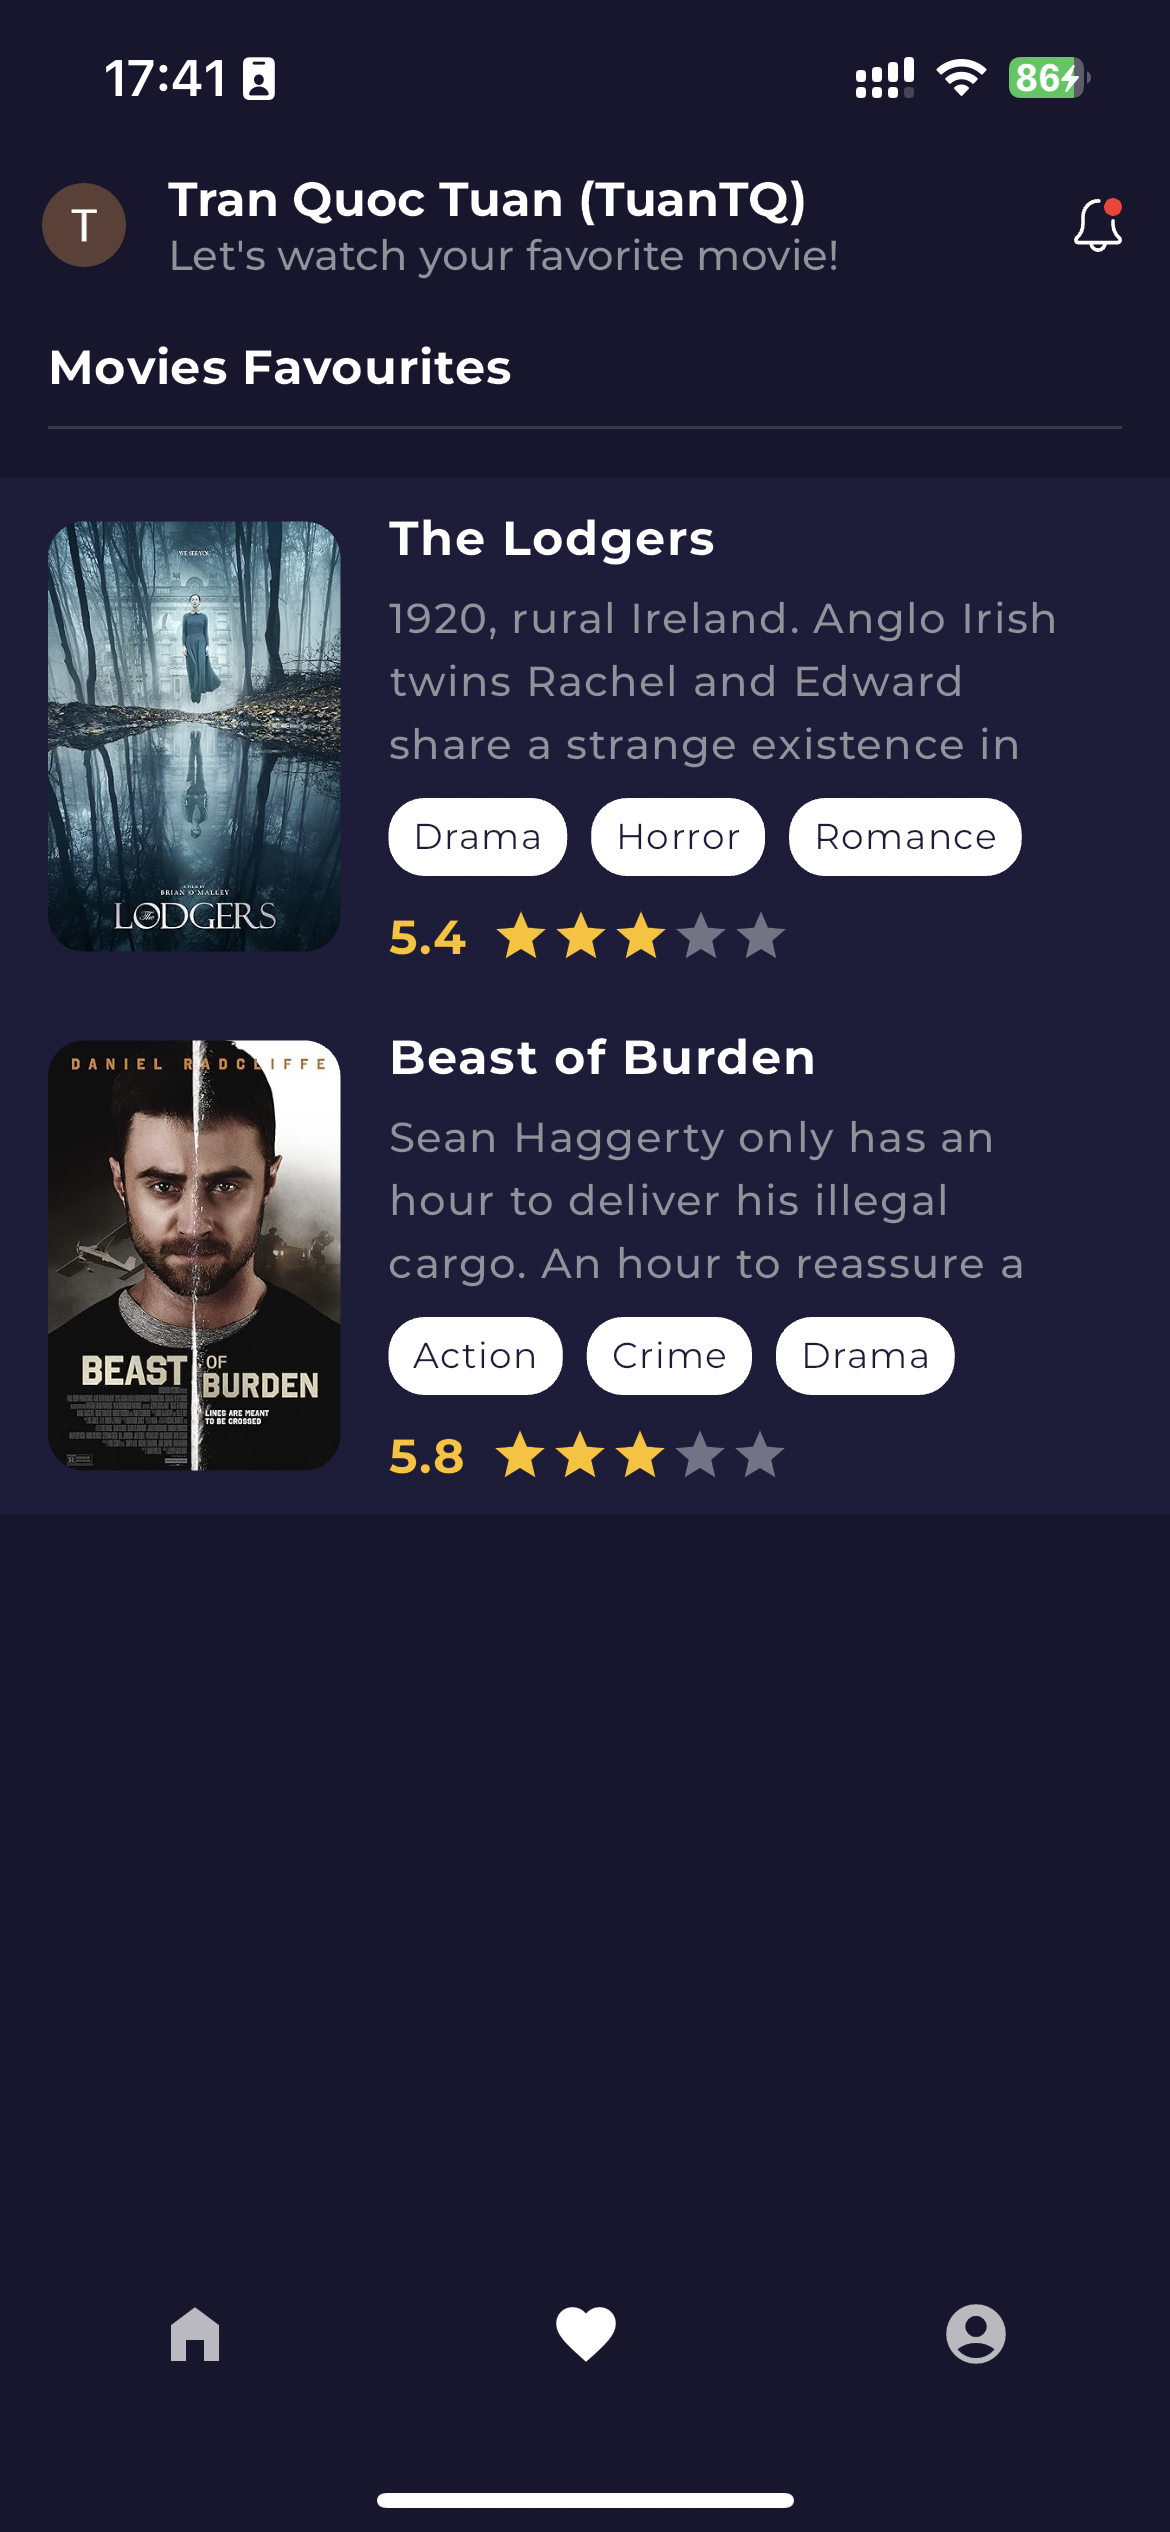 17:41
86
T
Tran Quoc Tuan (TuanTQ)
Let's watch your favorite movie!
Movies Favourites
"WE SEE YOU"
A FILM BY
BRIAN O'MALLEY
The LODGERS
The Lodgers
1920, rural Ireland. Anglo Irish
twins Rachel and Edward
share a strange existence in
Drama Horror Romance
5.4
DANIEL RADCLIFFE
BEAST OF BURDEN
LINES ARE MEANT
TO BE CROSSED
R
Beast of Burden
Sean Haggerty only has an
hour to deliver his illegal
cargo. An hour to reassure a
Action Crime Drama
5.8